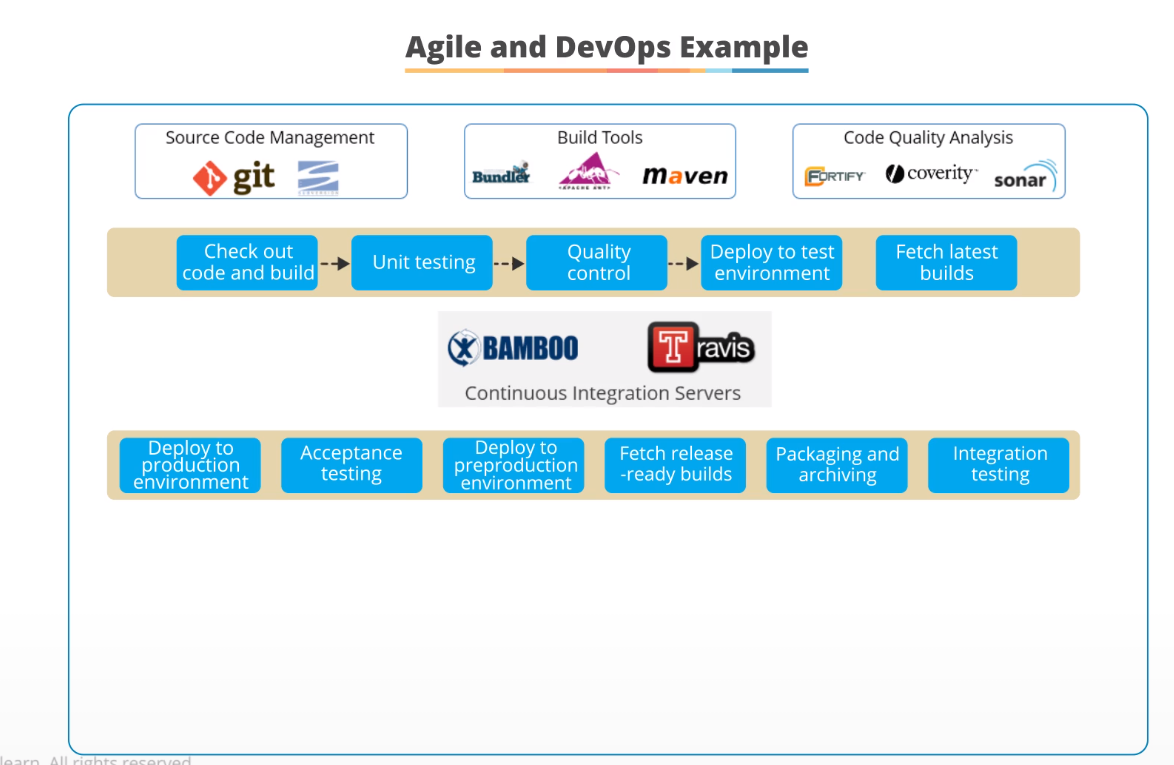 Agile and DevOps Example
Source Code Management
git
Build Tools
Bundler
APACHE ANT
maven
Code Quality Analysis
FORTIFY
coverity
sonar
Check out
code and build
Unit testing
Quality
control
Deploy to test
environment
Fetch latest
builds
BAMBOO
Travis
Continuous Integration Servers
Deploy to
production
environment
Acceptance
testing
Deploy to
preproduction
environment
Fetch release
-ready builds
Packaging and
archiving
Integration
testing
learn. All rights reserved